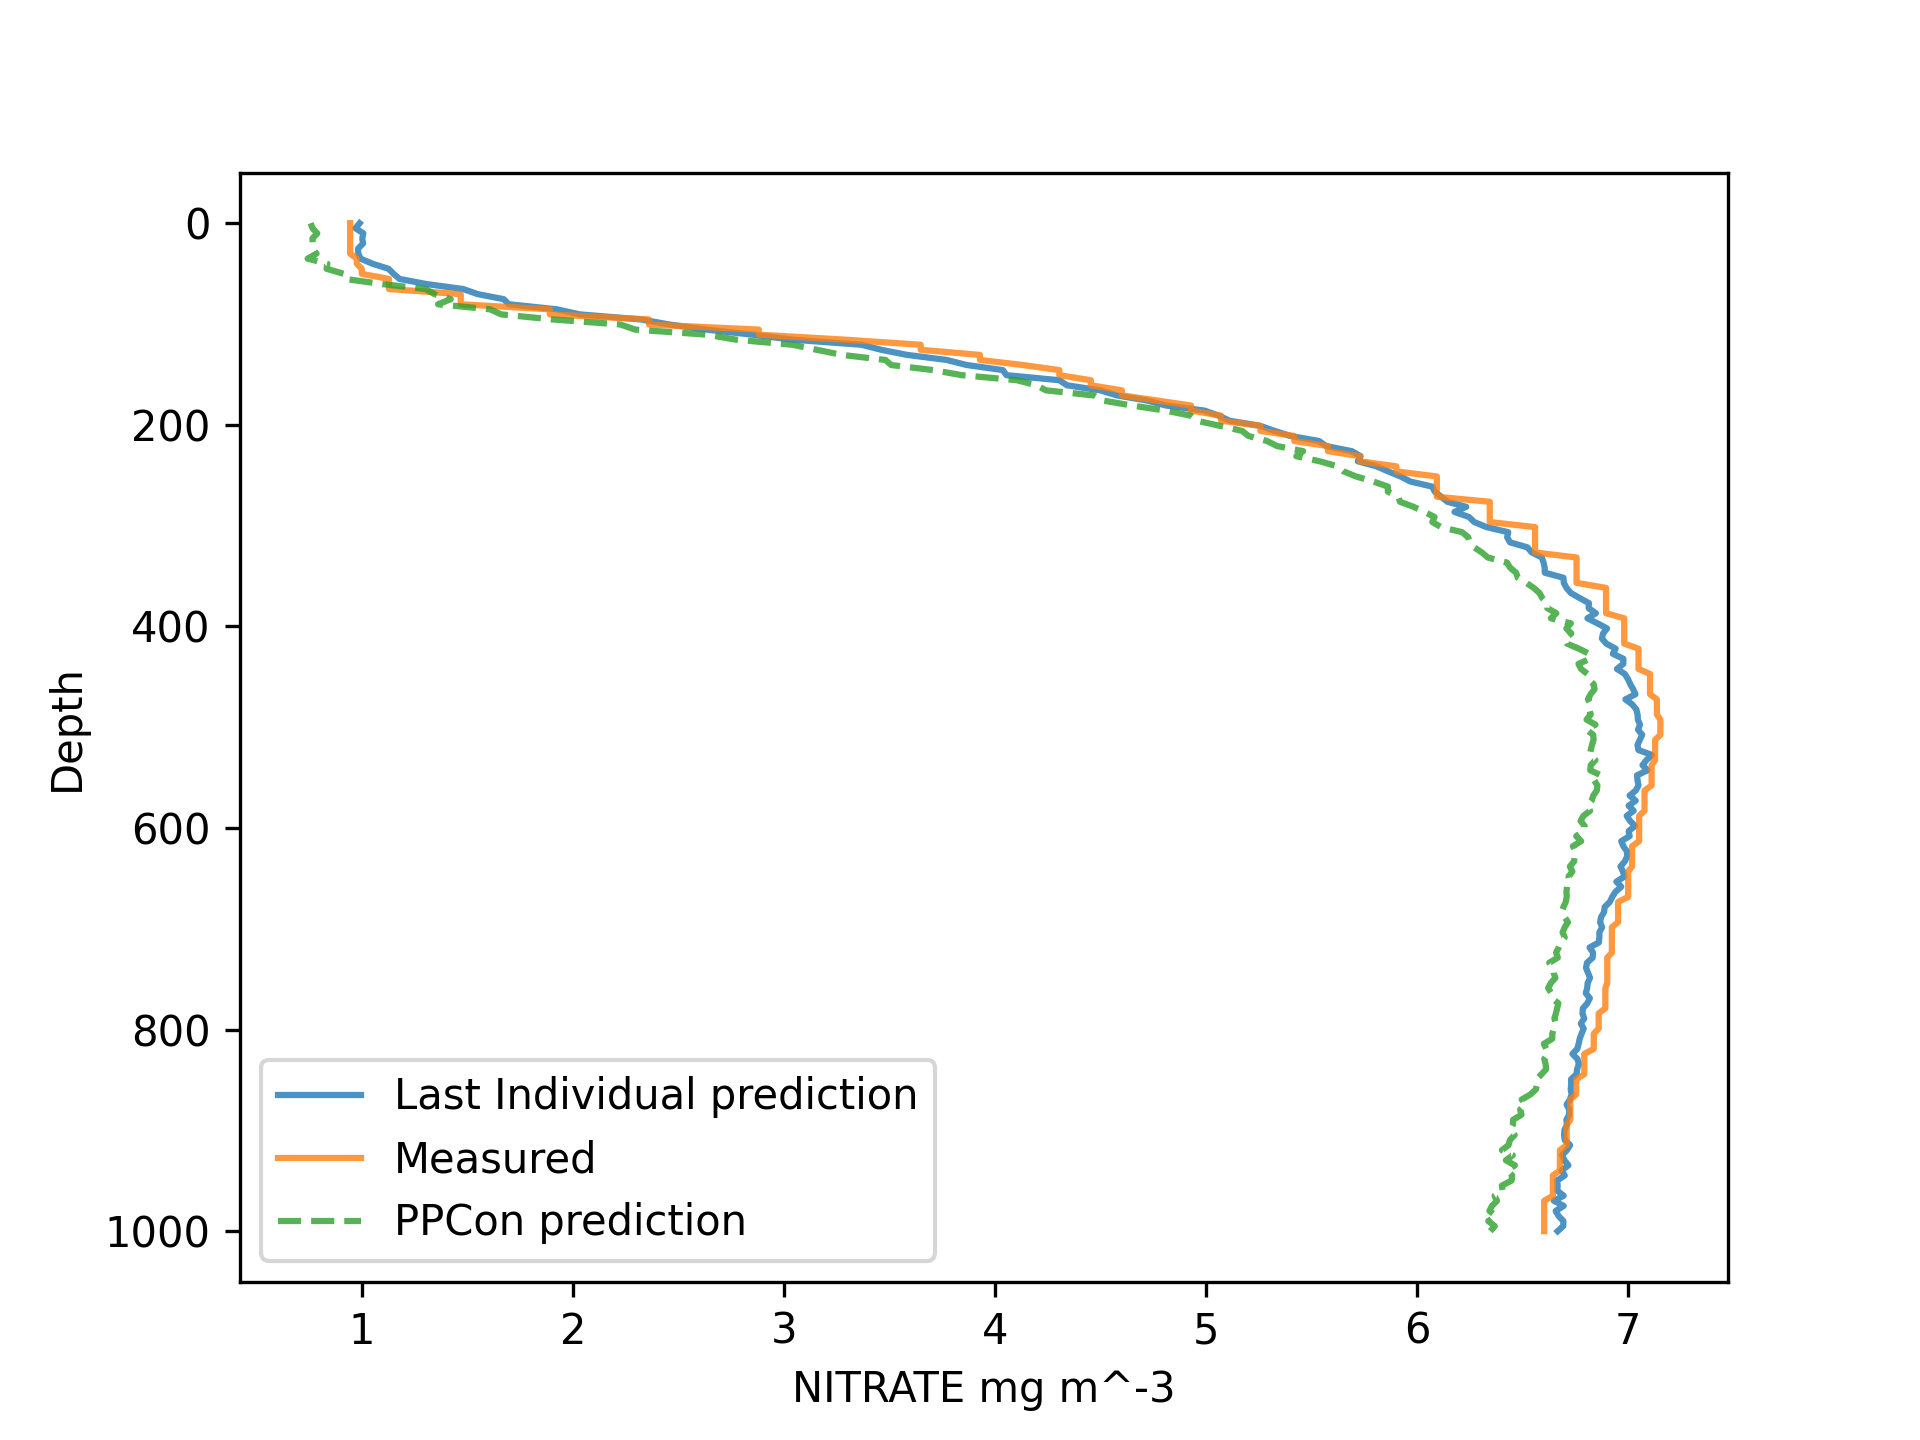 0
200
400
600
800
1000
Depth
Last Individual prediction
Measured
PPCon prediction
1 2 3 4 5 6 7
NITRATE mg m^-3